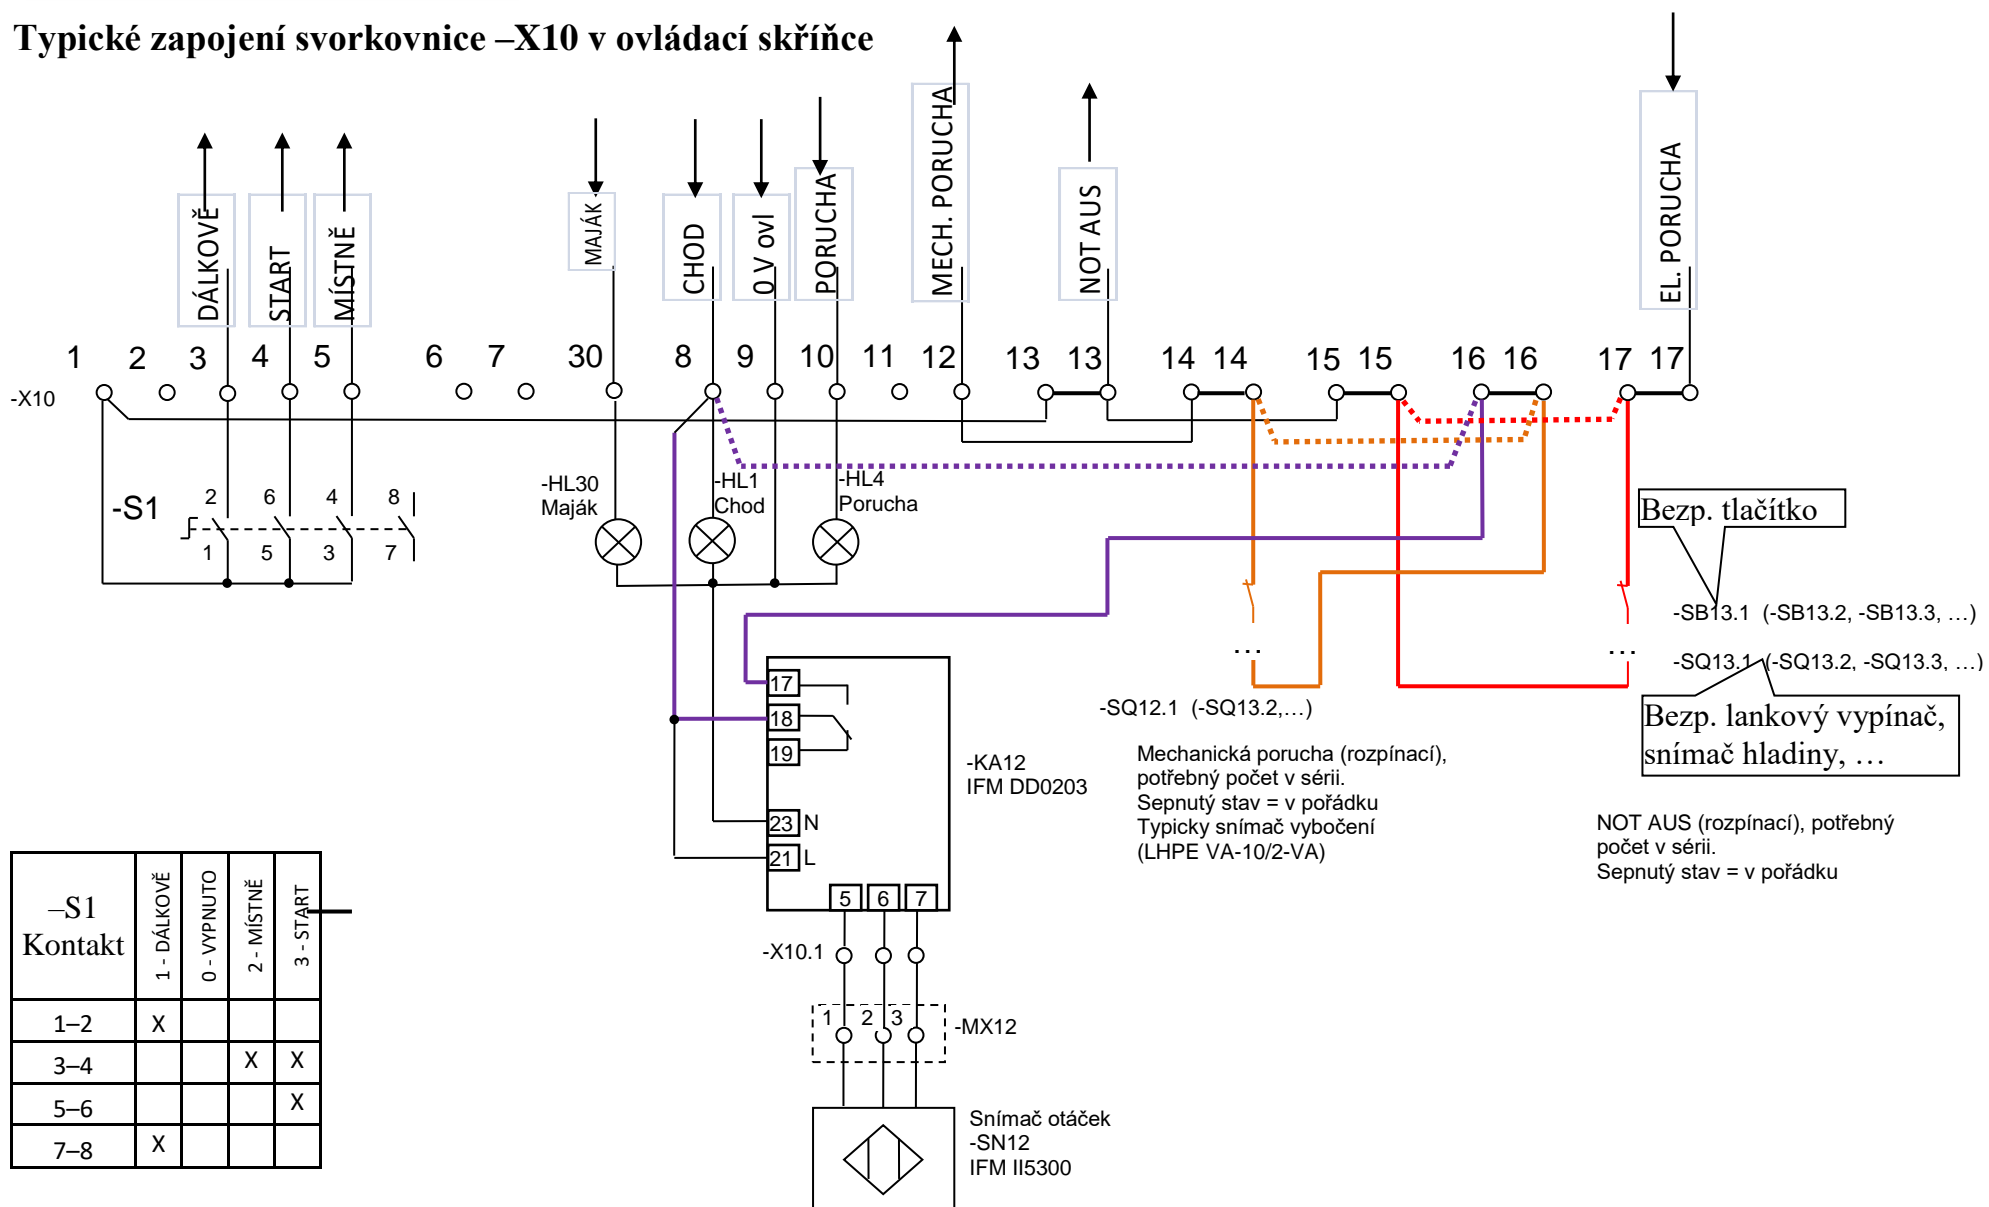 Typické zapojení svorkovnice –X10 v ovládací skříňce
DÁLKOVĚ
START
MÍSTNĚ
MAJÁK
CHOD
0 V ovl
PORUCHA
MECH. PORUCHA
NOT AUS
EL. PORUCHA
1 2 3 4 5 6 7 30 8 9 10 11 12 13 13 14 14 15 15 16 16 17 17
-X10
-S1
2 6 4 8
1 5 3 7
-HL30
Maják
-HL1
Chod
-HL4
Porucha
Bezp. tlačítko
-SB13.1 (-SB13.2, -SB13.3, …)
-SQ13.1 (-SQ13.2, -SQ13.3, …)
Bezp. lankový vypínač,
snímač hladiny, …
…
…
-SQ12.1 (-SQ13.2,…)
17
18
19
23 N
21 L
5 6 7
-KA12
IFM DD0203
Mechanická porucha (rozpínací),
potřebný počet v sérii.
Sepnutý stav = v pořádku
Typicky snímač vybočení
(LHPE VA-10/2-VA)
NOT AUS (rozpínací), potřebný
počet v sérii.
Sepnutý stav = v pořádku
-X10.1
1 2 3
-MX12
Snímač otáček
-SN12
IFM II5300
–S1
Kontakt
1 - DÁLKOVĚ
0 - VYPNUTO
2 - MÍSTNĚ
3 - START
1–2 X
3–4 X X
5–6 X
7–8 X